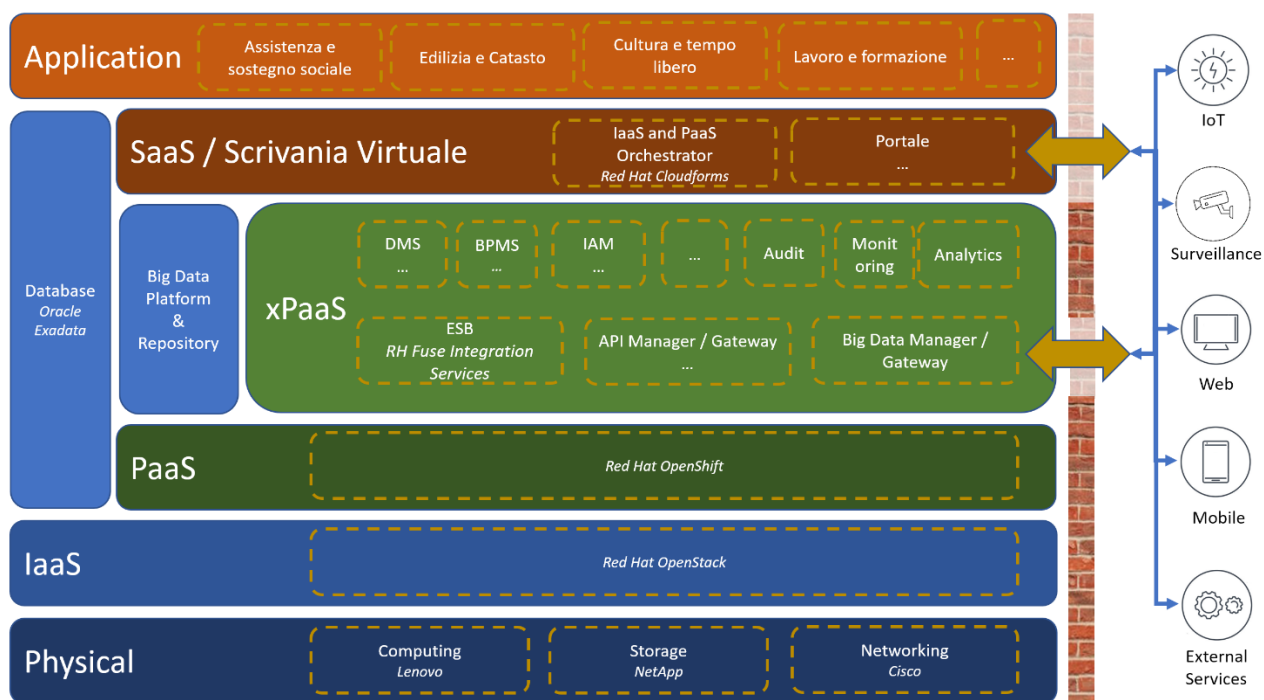 Application
Assistenza e
sostegno sociale
Edilizia e Catasto
Cultura e tempo
libero
Lavoro e formazione
...
SaaS / Scrivania Virtuale
IaaS and PaaS
Orchestrator
Red Hat Cloudforms
Portale
...
Database
Oracle
Exadata
Big Data
Platform
&
Repository
xPaaS
DMS
...
BPMS
...
IAM
...
...
Audit
Monit
oring
Analytics
ESB
RH Fuse Integration
Services
API Manager / Gateway
...
Big Data Manager /
Gateway
PaaS
Red Hat OpenShift
IaaS
Red Hat OpenStack
Physical
Computing
Lenovo
Storage
NetApp
Networking
Cisco
IoT
Surveillance
Web
Mobile
External
Services